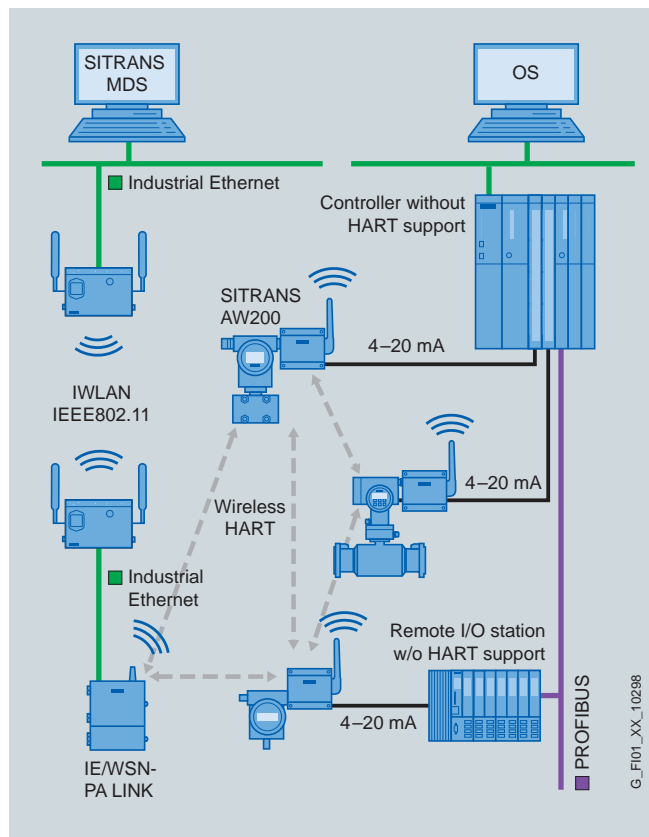 SITRANS
MDS
OS
Industrial Ethernet
Controller without
HART support
SITRANS
AW200
4–20 mA
IWLAN
IEEE802.11
4–20 mA
Wireless
HART
Industrial
Ethernet
Remote I/O station
w/o HART support
4–20 mA
IE/WSN-
PA LINK
PROFIBUS
G_FI01_XX_10298